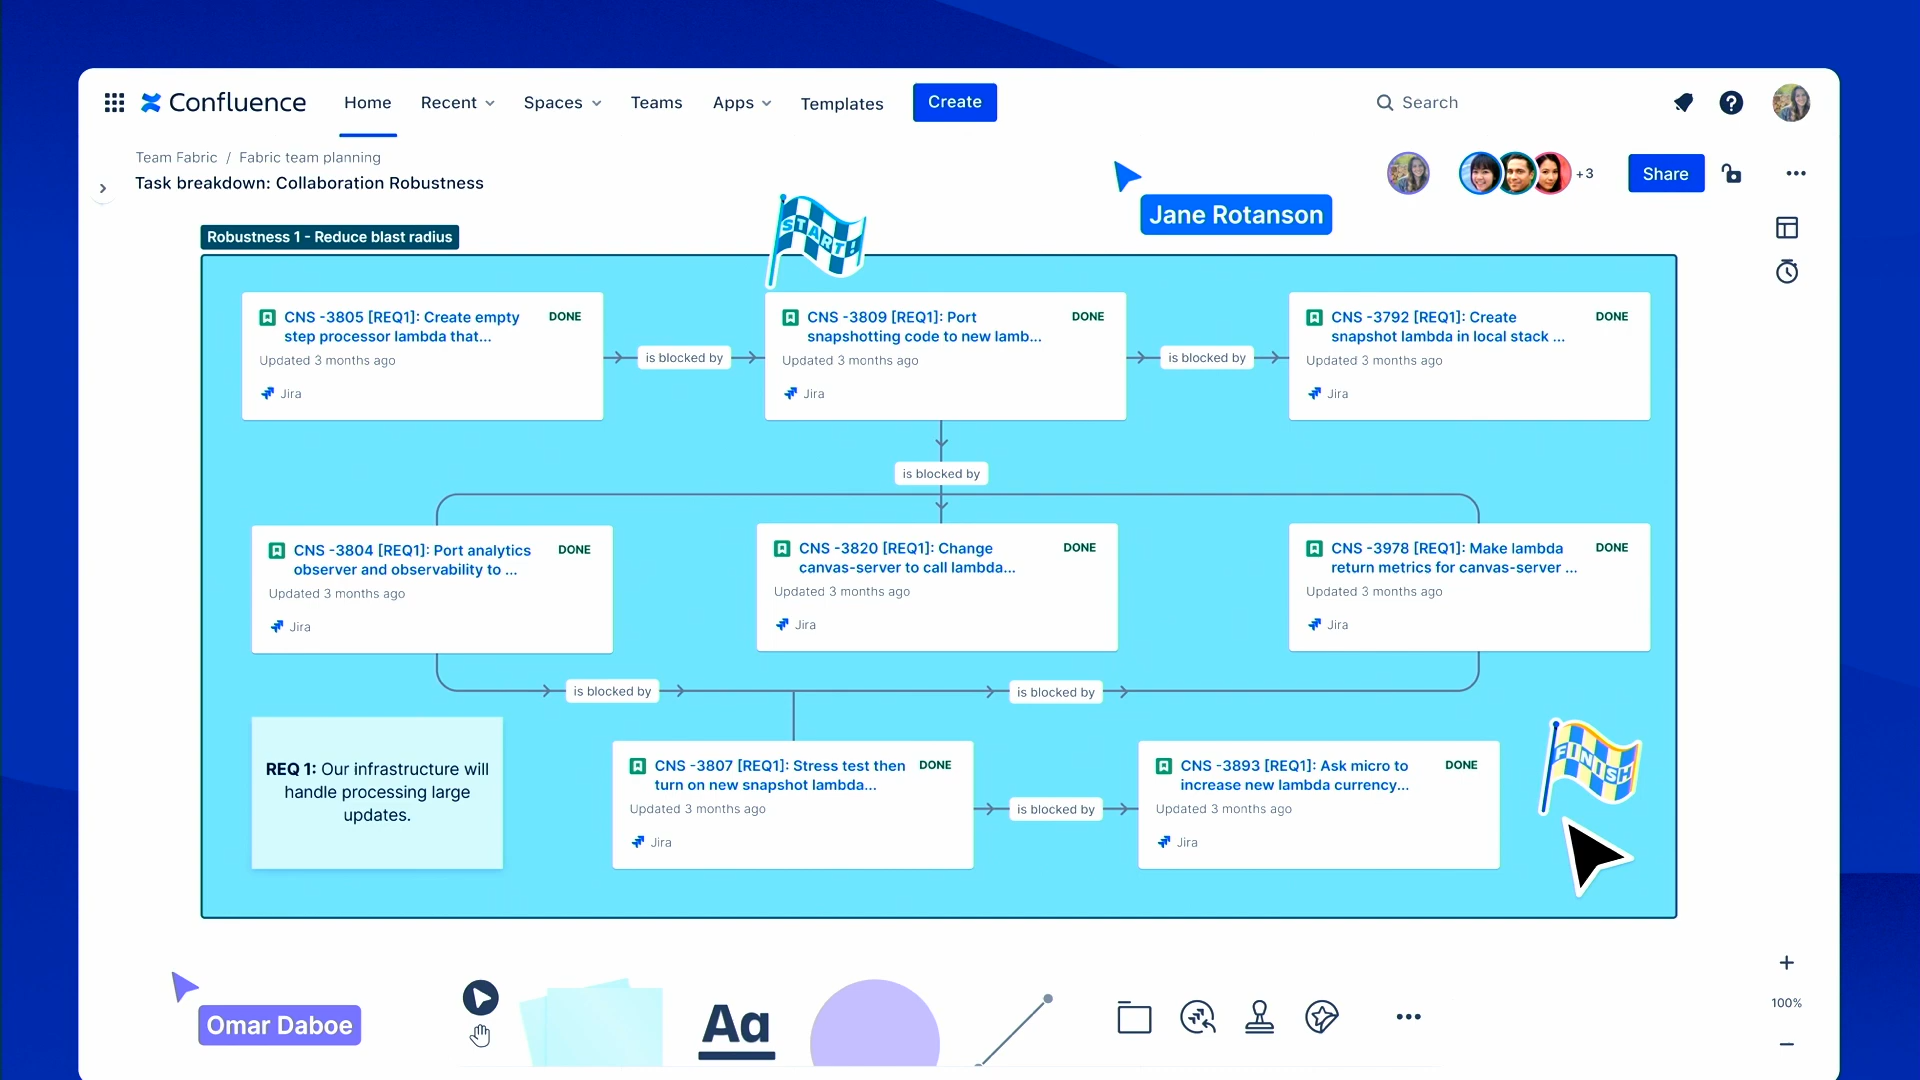 Confluence
Home
Recent
Spaces
Teams
Apps
Templates
Create
Search
Team Fabric / Fabric team planning
Task breakdown: Collaboration Robustness
+3
Share
Jane Rotanson
Robustness 1 - Reduce blast radius
START!
CNS -3805 [REQ1]: Create empty
step processor lambda that...
DONE
Updated 3 months ago
Jira
is blocked by
CNS -3809 [REQ1]: Port
snapshotting code to new lamb...
DONE
Updated 3 months ago
Jira
is blocked by
CNS -3792 [REQ1]: Create
snapshot lambda in local stack ...
DONE
Updated 3 months ago
Jira
is blocked by
CNS -3804 [REQ1]: Port analytics
observer and observability to ...
DONE
Updated 3 months ago
Jira
CNS -3820 [REQ1]: Change
canvas-server to call lambda...
DONE
Updated 3 months ago
Jira
CNS -3978 [REQ1]: Make lambda
return metrics for canvas-server ...
DONE
Updated 3 months ago
Jira
is blocked by
is blocked by
REQ 1: Our infrastructure will
handle processing large
updates.
CNS -3807 [REQ1]: Stress test then
turn on new snapshot lambda...
DONE
Updated 3 months ago
Jira
is blocked by
CNS -3893 [REQ1]: Ask micro to
increase new lambda currency...
DONE
Updated 3 months ago
Jira
FINISH
Omar Daboe
Aa
100%